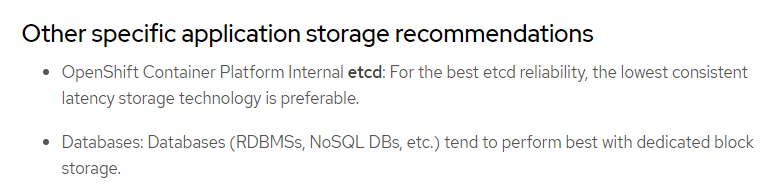 Other specific application storage recommendations
• OpenShift Container Platform Internal etcd: For the best etcd reliability, the lowest consistent
latency storage technology is preferable.
• Databases: Databases (RDBMSs, NoSQL DBs, etc.) tend to perform best with dedicated block
storage.